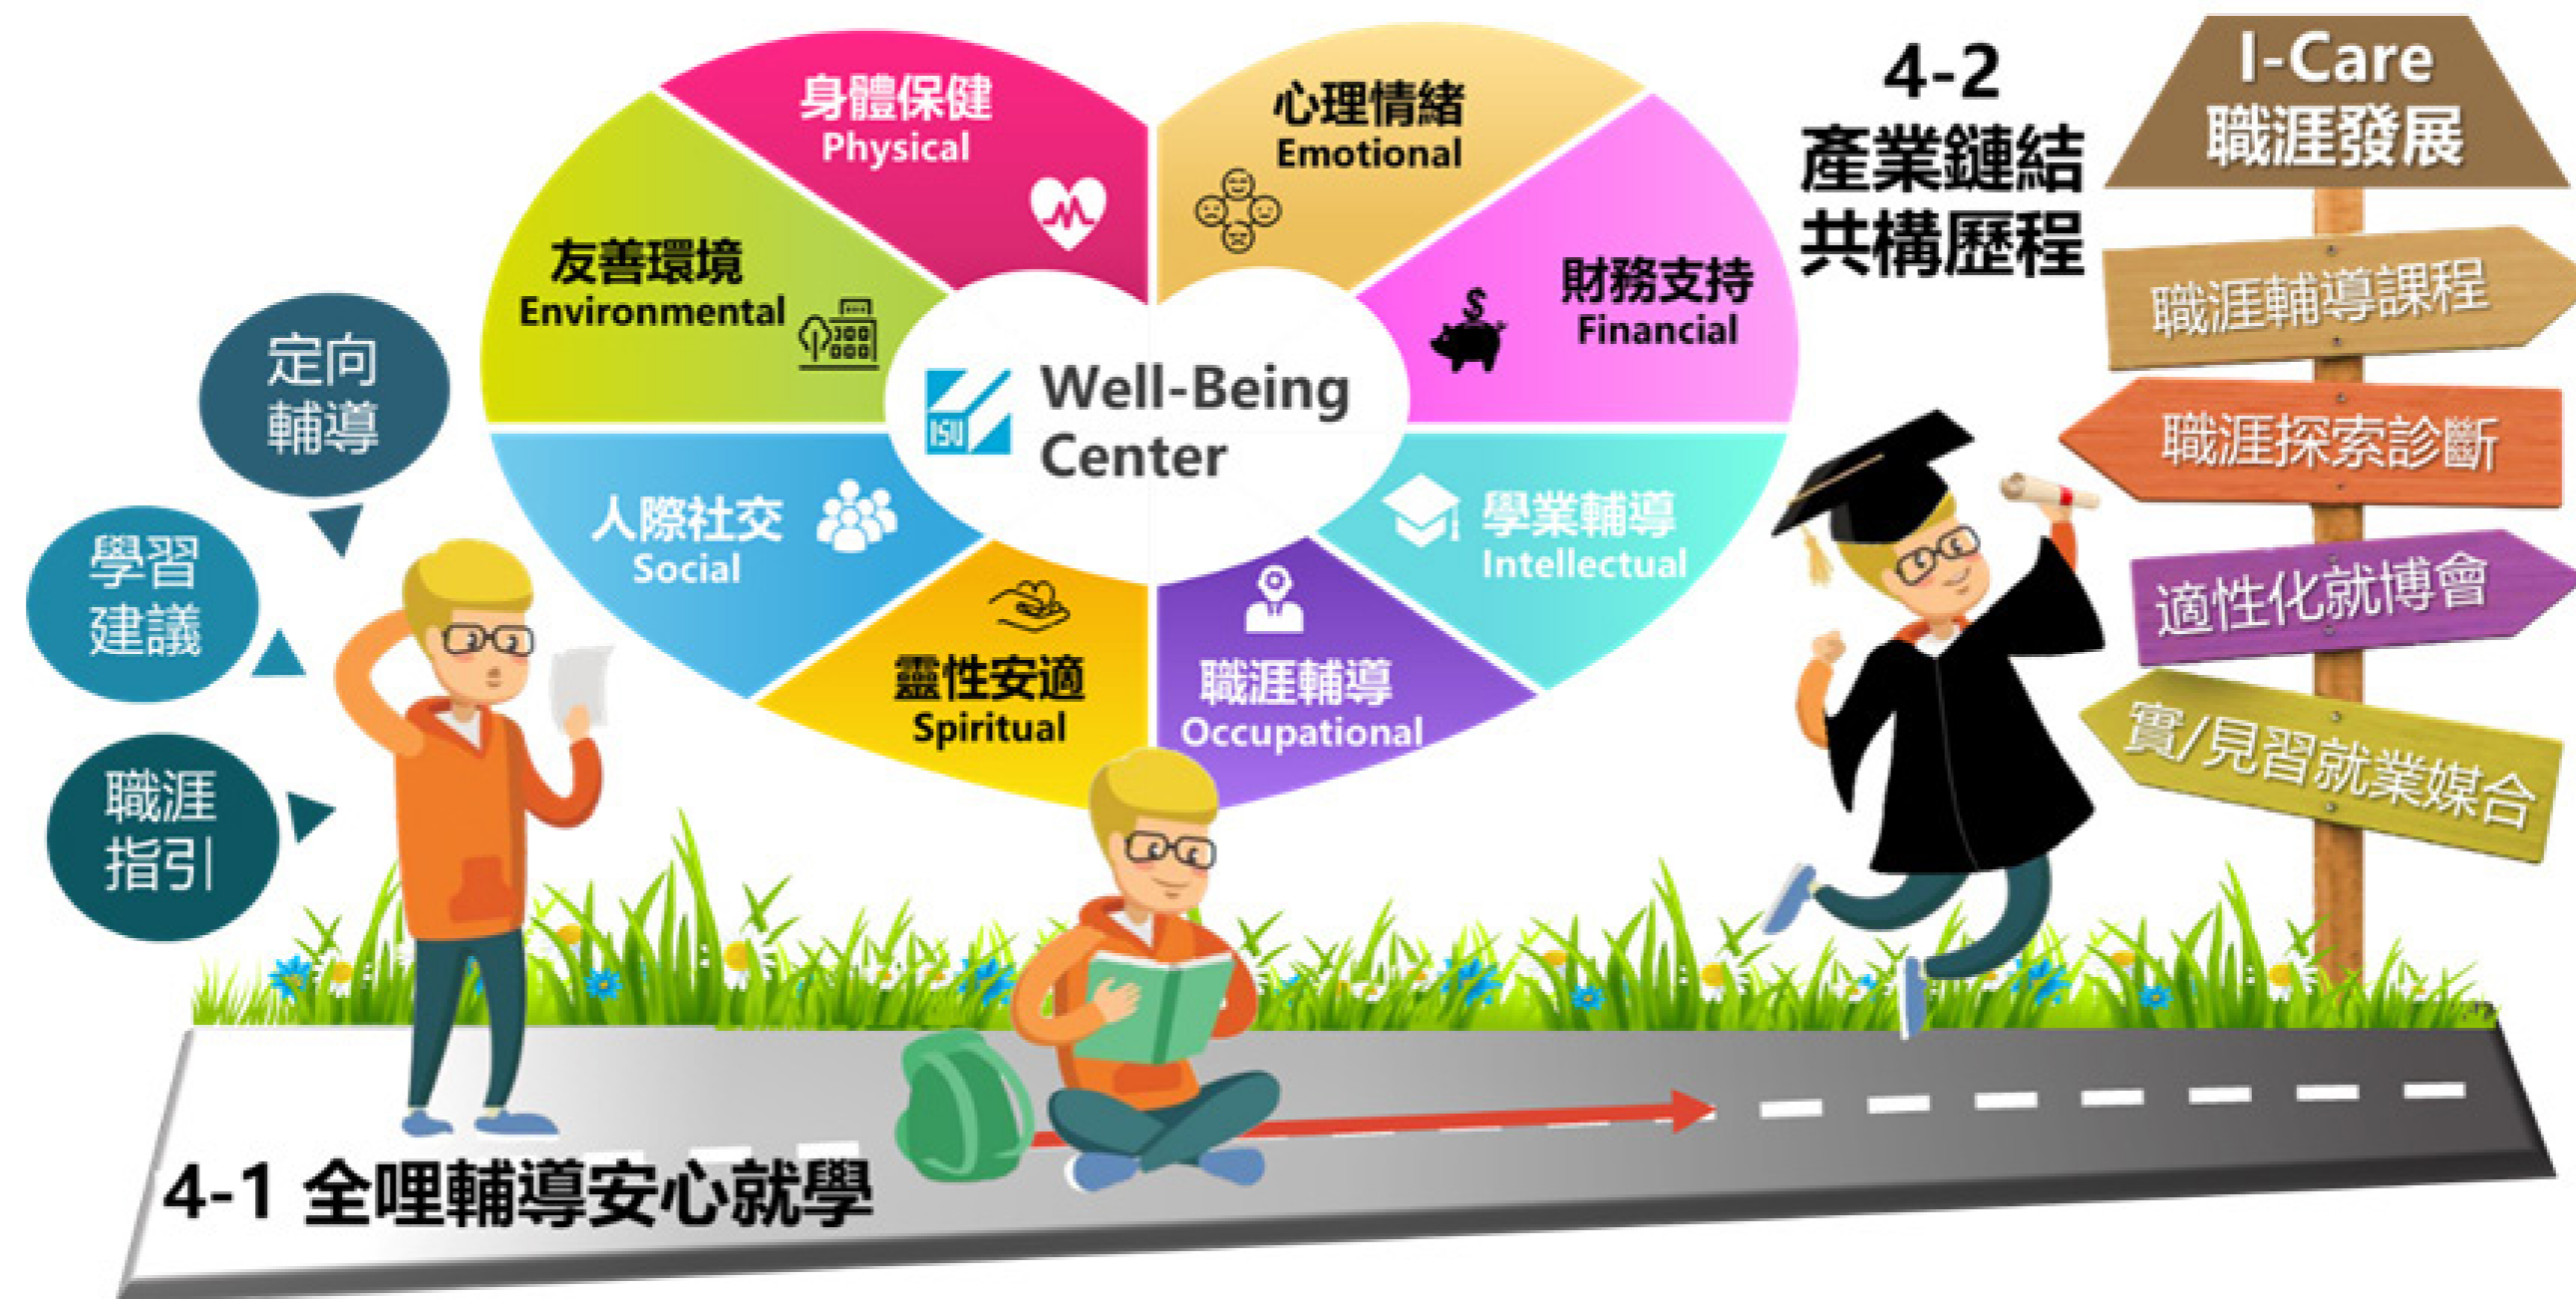 定向
輔導
學習
建議
職涯
指引
身體保健
Physical
心理情緒
Emotional
友善環境
Environmental
財務支持
Financial
ISU
Well-Being
Center
人際社交
Social
學業輔導
Intellectual
靈性安適
Spiritual
職涯輔導
Occupational
4-2
產業鏈結
共構歷程
I-Care
職涯發展
職涯輔導課程
職涯探索診斷
適性化就博會
實/見習就業媒合
4-1 全哩輔導安心就學